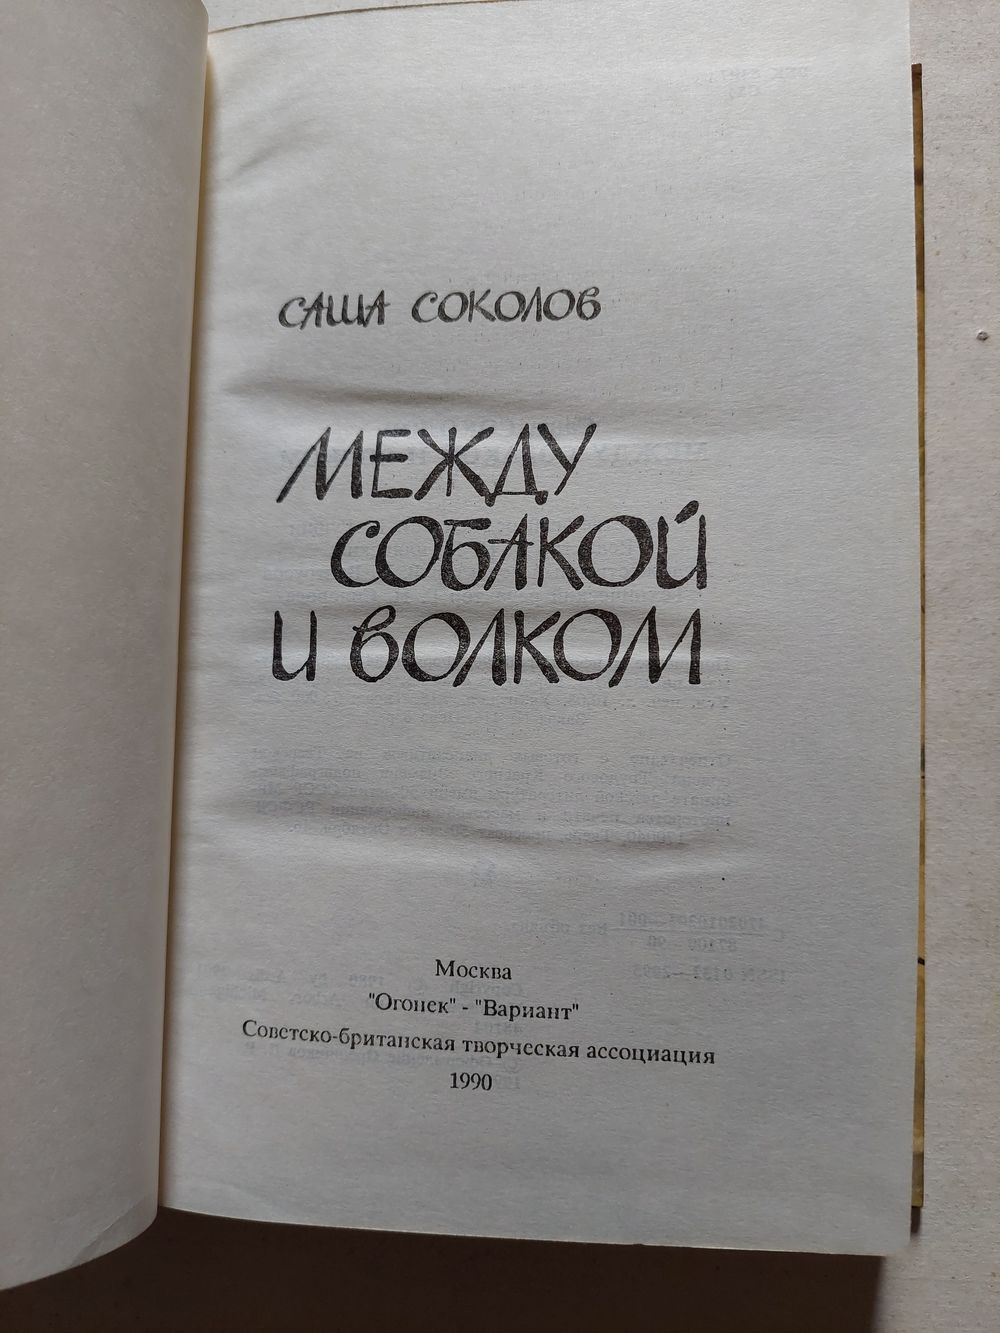 САША СОКОЛОВ
МЕЖДУ
СОБАКОЙ
И ВОЛКОМ
Москва
"Огонек" - "Вариант"
Советско-британская творческая ассоциация
1990